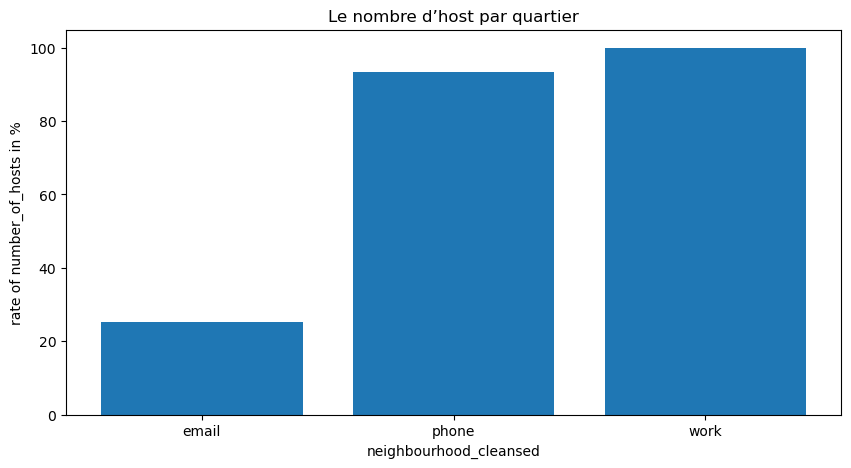 Le nombre d’host par quartier
rate of number_of_hosts in %
100
80
60
40
20
0
email phone work
neighbourhood_cleansed